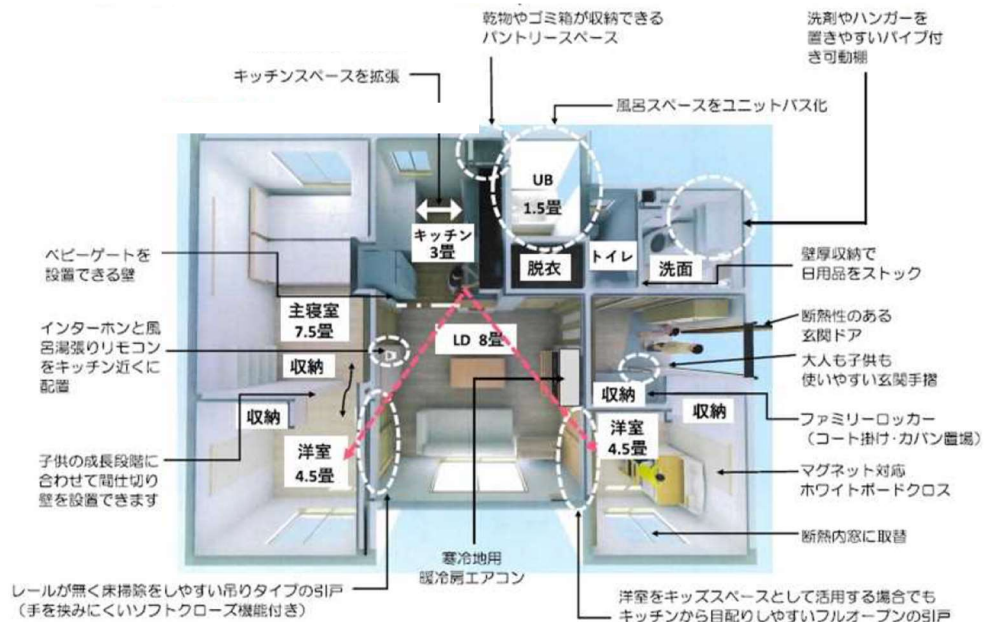 乾物やゴミ箱が収納できる
パントリースペース
洗剤やハンガーを
置きやすいパイプ付
き可動棚
キッチンスペースを拡張
風呂スペースをユニットバス化
UB
1.5畳
キッチン
3畳
脱衣
トイレ
洗面
ベビーゲートを
設置できる壁
壁厚収納で
日用品をストック
主寝室
7.5畳
断熱性のある
玄関ドア
インターホンと風
呂湯張りリモコン
をキッチン近くに
配置
LD 8畳
大人も子供も
使いやすい玄関手摺
収納
収納
収納
収納
ファミリーロッカー
(コート掛け・カバン置場)
洋室
4.5畳
洋室
4.5畳
子供の成長段階に
合わせて間仕切り
壁を設置できます
マグネット対応
ホワイトボードクロス
断熱内窓に取替
寒冷地用
暖冷房エアコン
レールが無く床掃除をしやすい吊りタイプの引戸
(手を挟みにくいソフトクローズ機能付き)
洋室をキッズスペースとして活用する場合でも
キッチンから目配りしやすいフルオープンの引戸